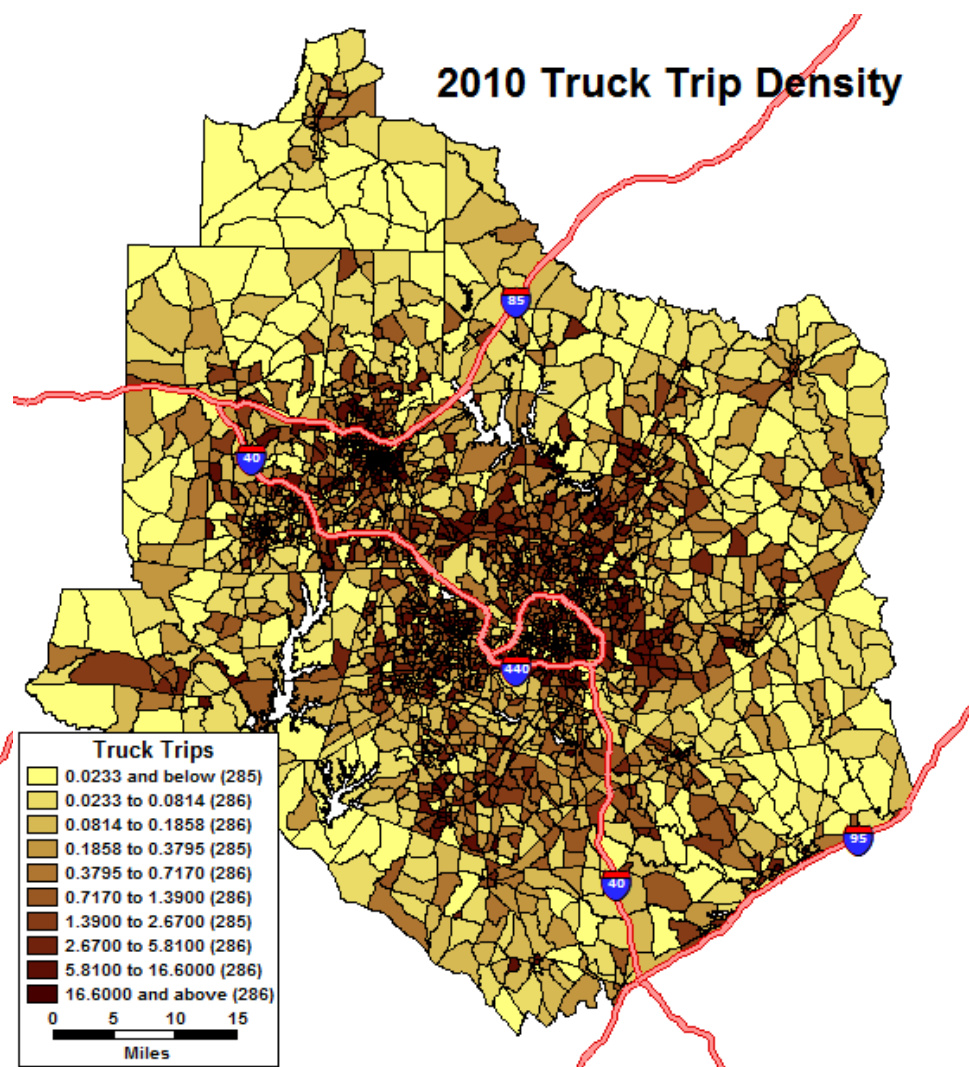 2010 Truck Trip Density
85
40
440
95
40
Truck Trips
0.0233 and below (285)
0.0233 to 0.0814 (286)
0.0814 to 0.1858 (286)
0.1858 to 0.3795 (285)
0.3795 to 0.7170 (286)
0.7170 to 1.3900 (286)
1.3900 to 2.6700 (285)
2.6700 to 5.8100 (286)
5.8100 to 16.6000 (286)
16.6000 and above (286)
0 5 10 15
Miles